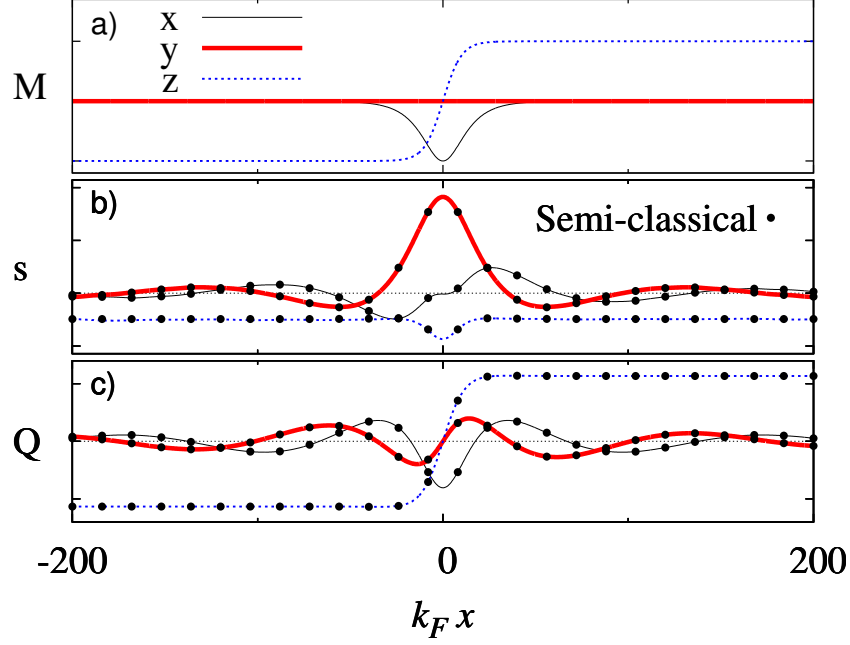 a)
x
y
z
M
b)
Semi-classical
s
c)
Q
-200 0 200
k_F x